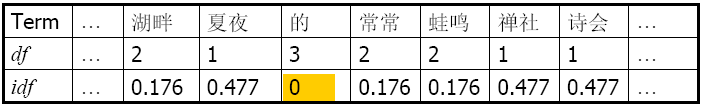 Term … 湖畔 夏夜 的 常常 蛙鸣 禅社 诗会 …
df … 2 1 3 2 2 1 1 …
idf … 0.176 0.477 0 0.176 0.176 0.477 0.477 …